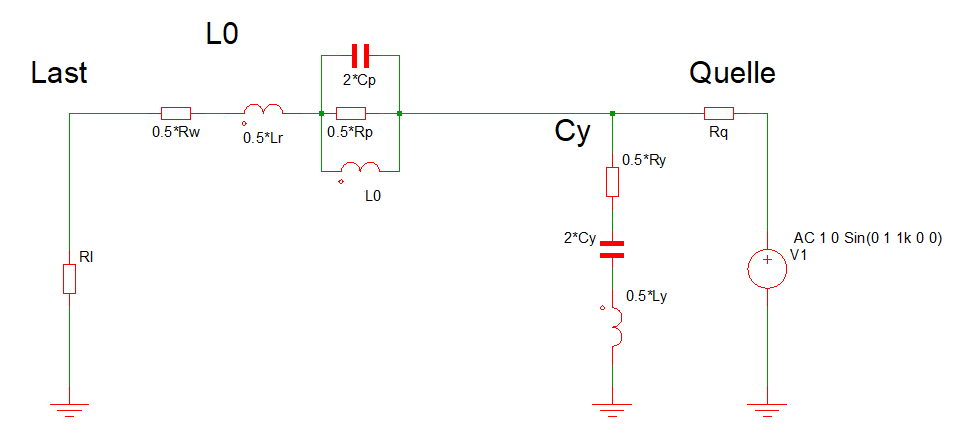 L0
Last
Quelle
2*Cp
0.5*Rw
0.5*Lr
0.5*Rp
Cy
Rq
0.5*Ry
L0
2*Cy
AC 1 0 Sin(0 1 1k 0 0)
V1
Rl
0.5*Ly